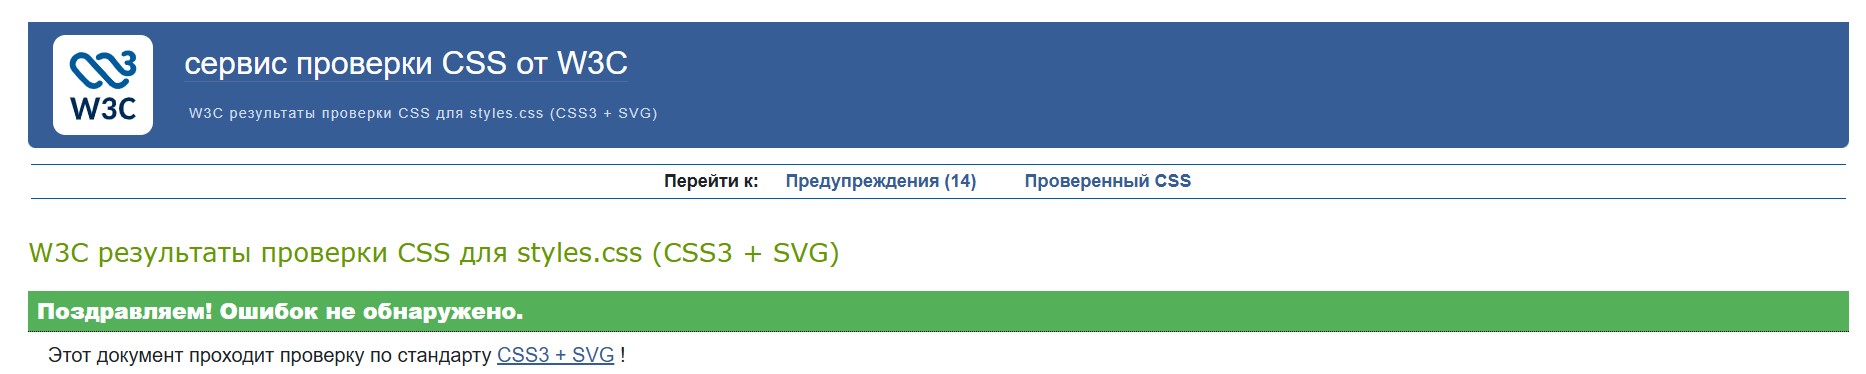 сервис проверки CSS от W3C
W3C результаты проверки CSS для styles.css (CSS3 + SVG)
W3C
Перейти к: Предупреждения (14) Проверенный CSS
W3C результаты проверки CSS для styles.css (CSS3 + SVG)
Поздравляем! Ошибок не обнаружено.
Этот документ проходит проверку по стандарту CSS3 + SVG !